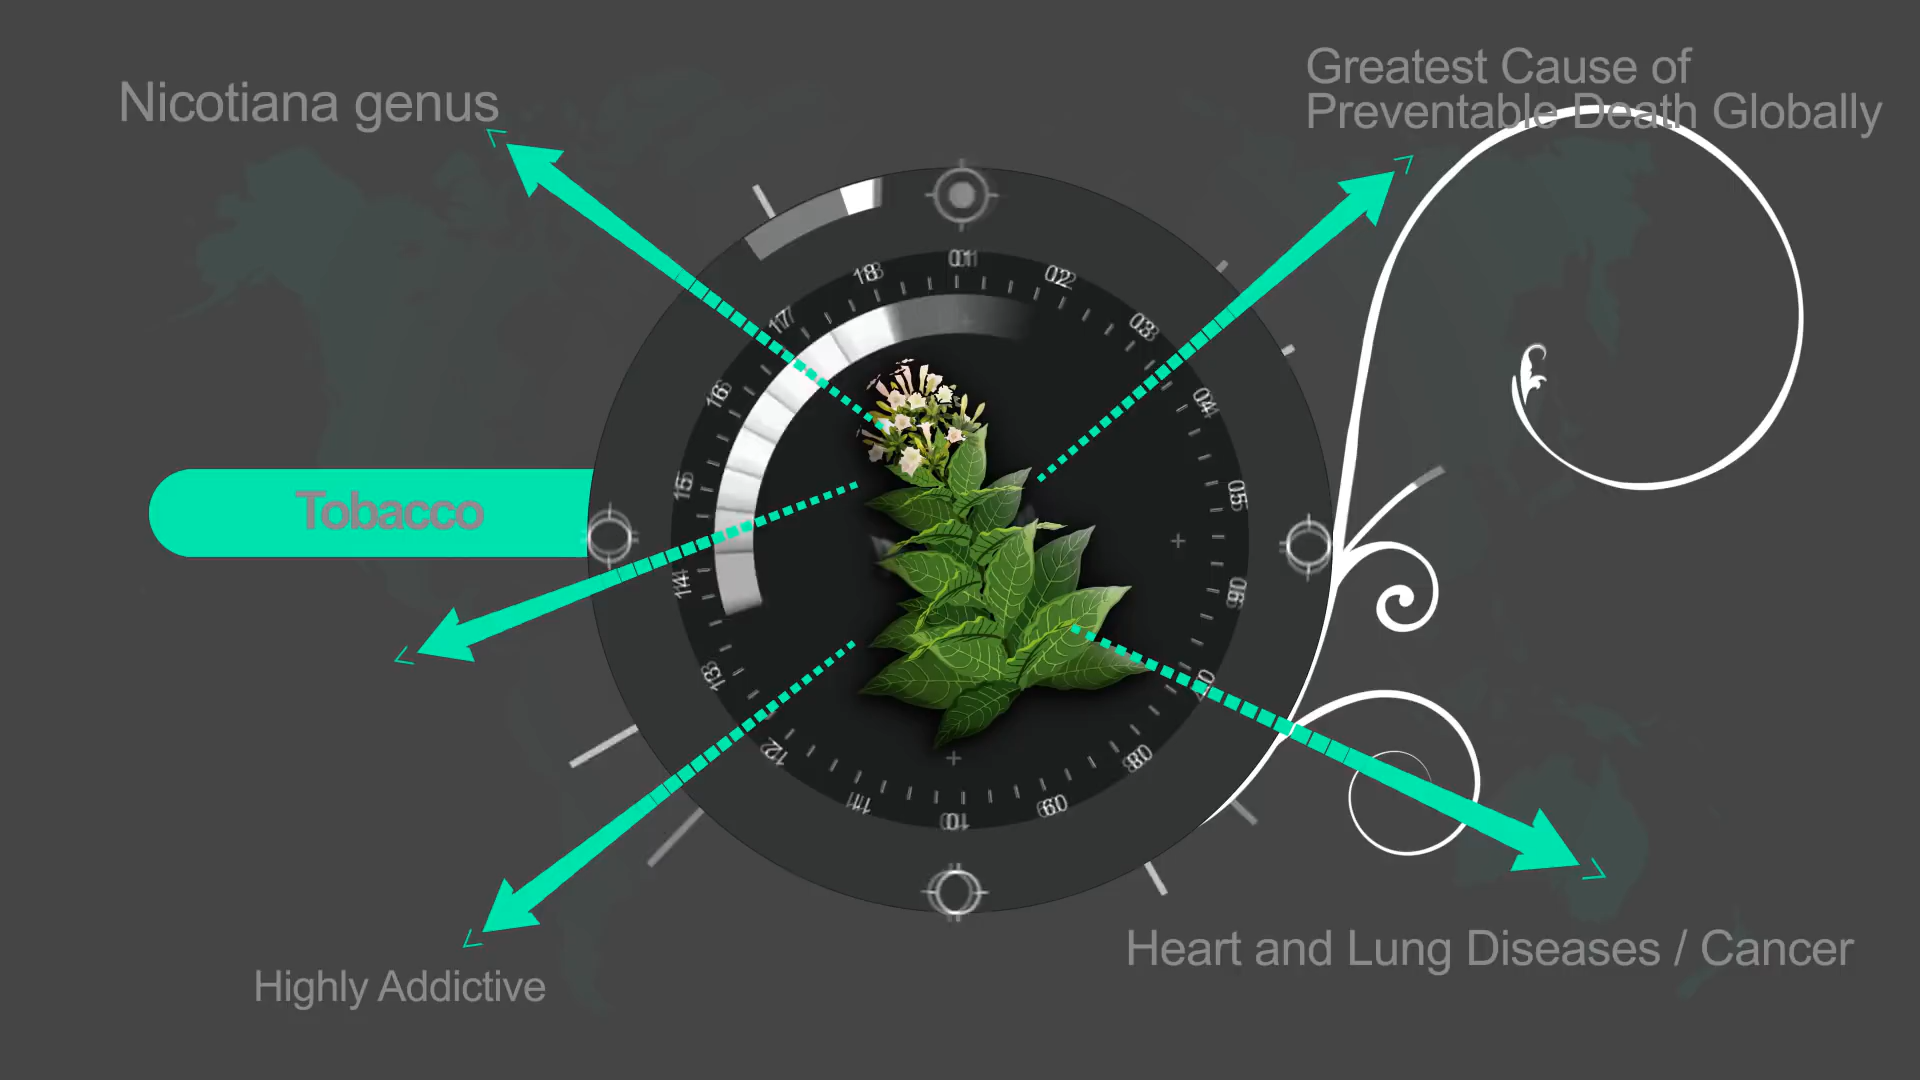 Nicotiana genus
Greatest Cause of
Preventable Death Globally
Tobacco
Highly Addictive
Heart and Lung Diseases / Cancer